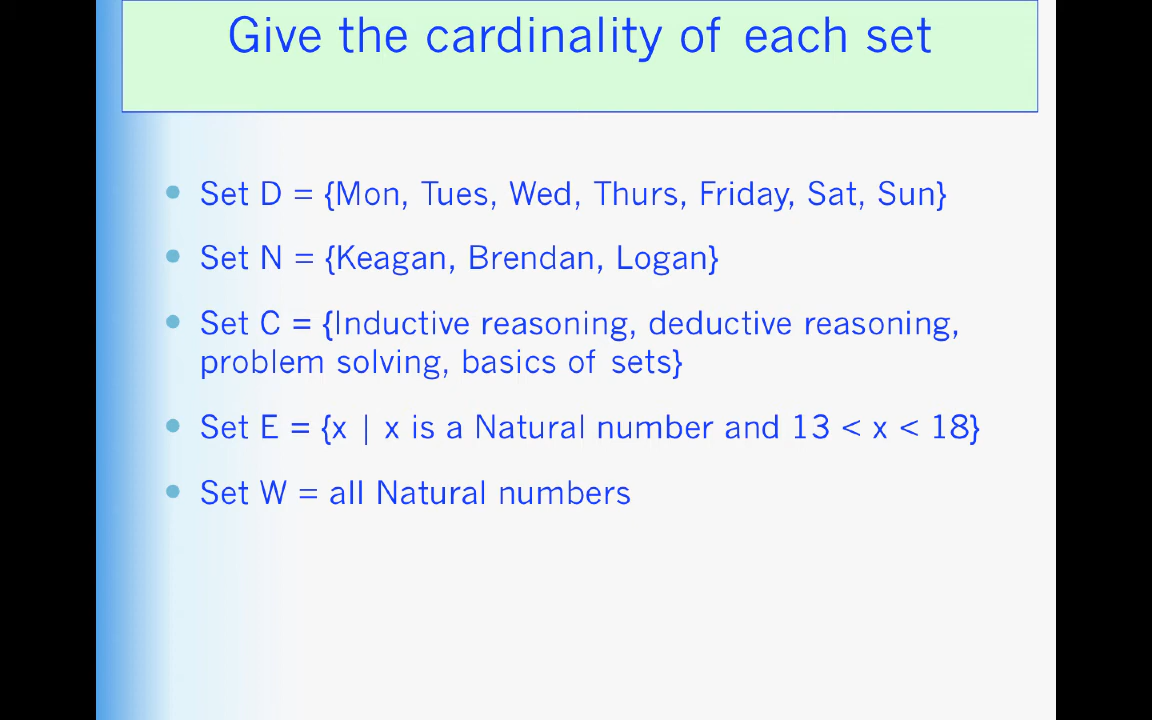 Give the cardinality of each set
• Set D = {Mon, Tues, Wed, Thurs, Friday, Sat, Sun}
• Set N = {Keagan, Brendan, Logan}
• Set C = {Inductive reasoning, deductive reasoning,
problem solving, basics of sets}
• Set E = {x | x is a Natural number and 13 < x < 18}
• Set W = all Natural numbers